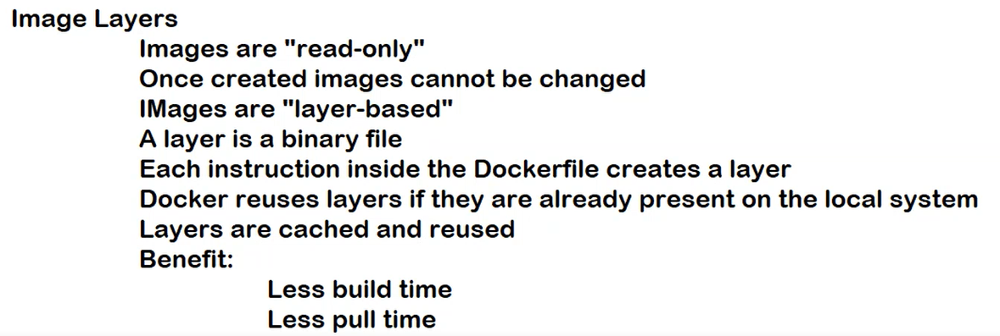 Image Layers
Images are "read-only"
Once created images cannot be changed
IMages are "layer-based"
A layer is a binary file
Each instruction inside the Dockerfile creates a layer
Docker reuses layers if they are already present on the local system
Layers are cached and reused
Benefit:
Less build time
Less pull time